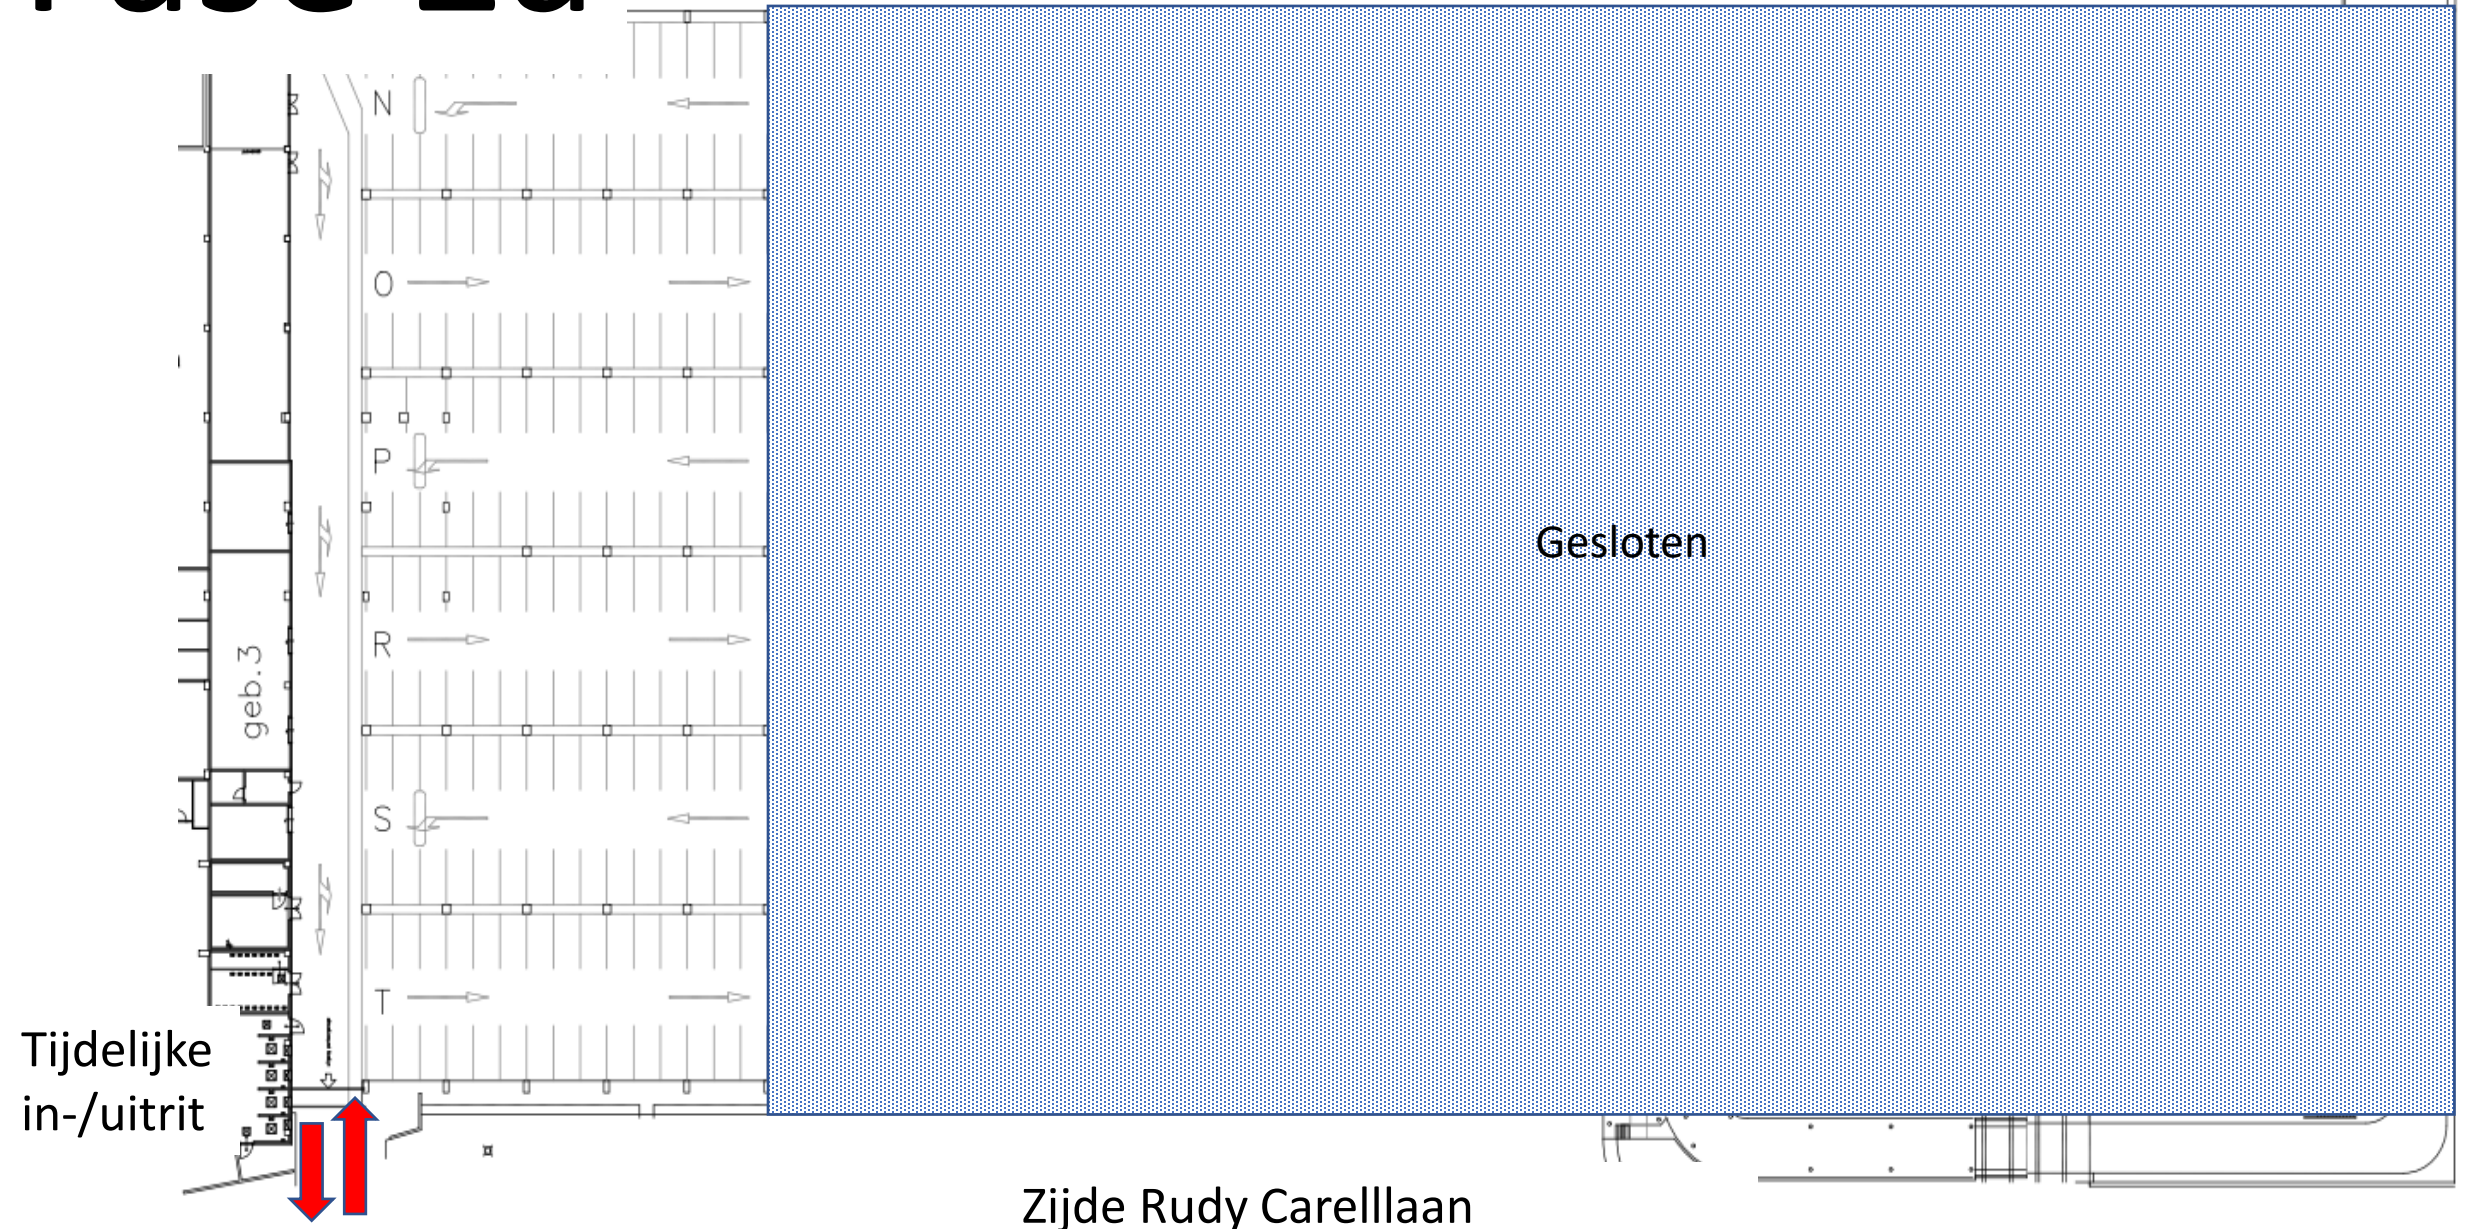 N
O
P
Gesloten
R
geb.3
S
T
Tijdelijke
in-/uitrit
Zijde Rudy Carelllaan